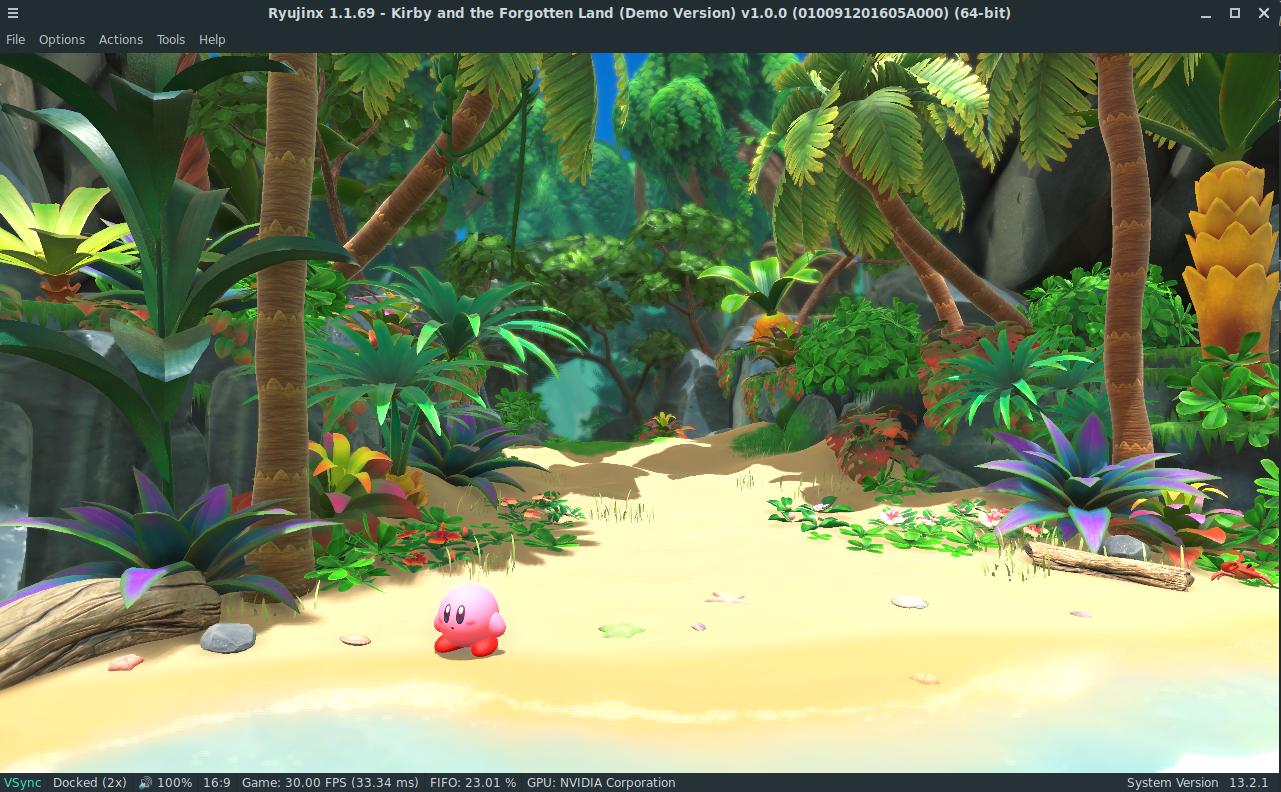 Ryujinx 1.1.69 - Kirby and the Forgotten Land (Demo Version) v1.0.0 (010091201605A000) (64-bit)
File Options Actions Tools Help
VSync Docked (2x) 100% 16:9 Game: 30.00 FPS (33.34 ms) FIFO: 23.01 % GPU: NVIDIA Corporation System Version 13.2.1